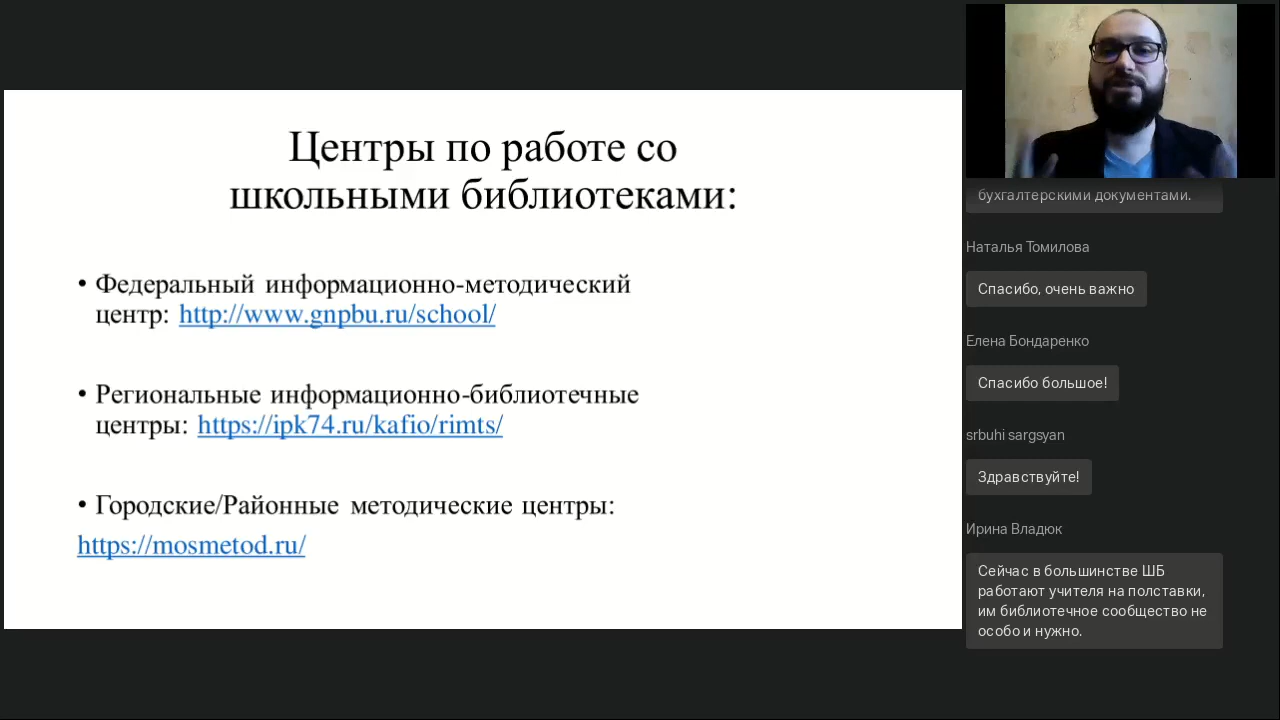 Центры по работе со
школьными библиотеками:
• Федеральный информационно-методический
центр: http://www.gnpbu.ru/school/
• Региональные информационно-библиотечные
центры: https://ipk74.ru/kafio/rimts/
• Городские/Районные методические центры:
https://mosmetod.ru/
бухгалтерскими документами.
Наталья Томилова
Спасибо, очень важно
Елена Бондаренко
Спасибо большое!
srbuhi sargsyan
Здравствуйте!
Ирина Владюк
Сейчас в большинстве ШБ
работают учителя на полставки,
им библиотечное сообщество не
особо и нужно.